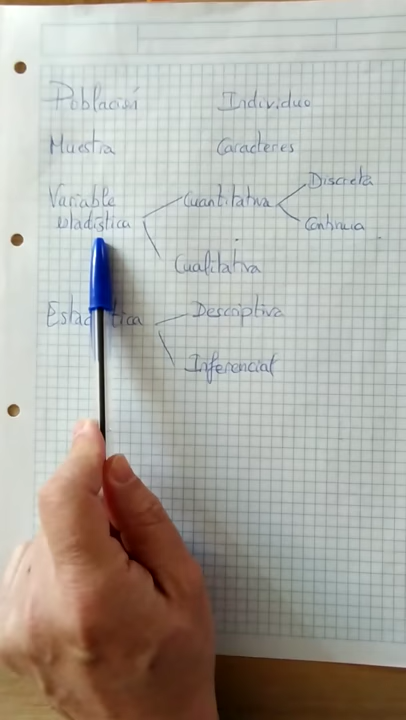 Población Individuo
Muestra Caracteres
Variable estadística Cuantitativa Discreta
Continua
Cualitativa
Estadística Descriptiva
Inferencial